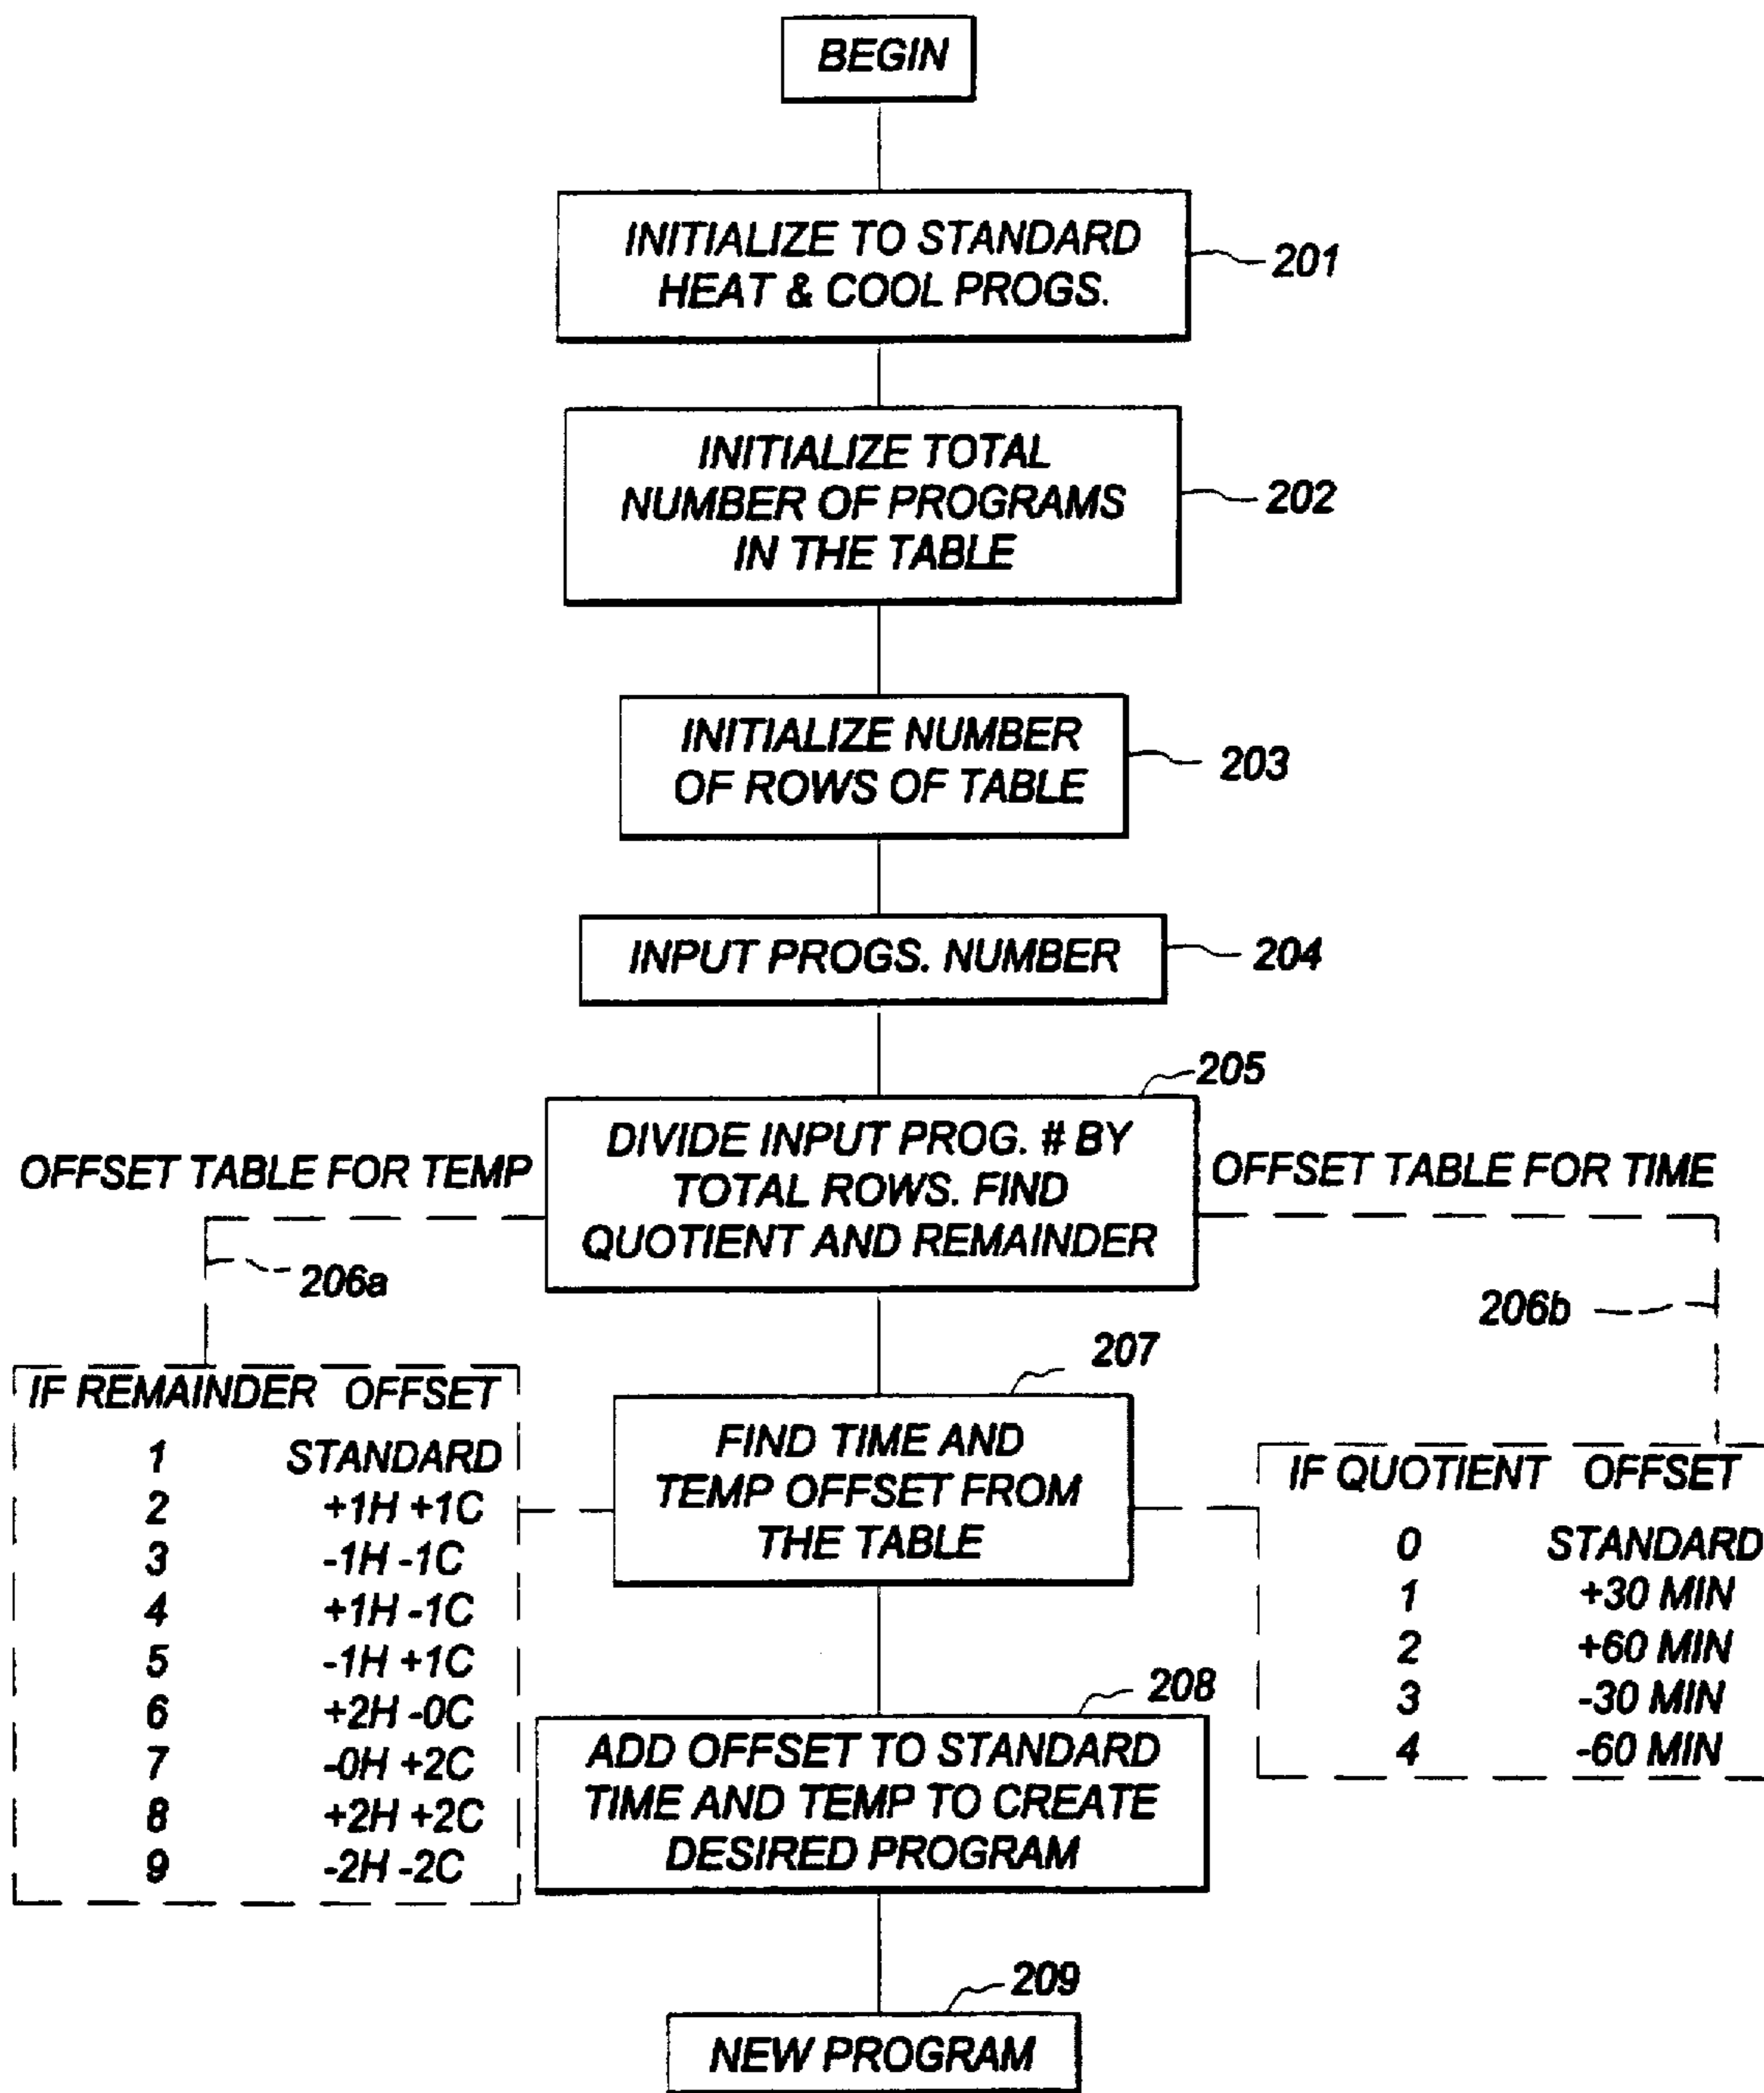 BEGIN
INITIALIZE TO STANDARD
HEAT & COOL PROGS.
201
INITIALIZE TOTAL
NUMBER OF PROGRAMS
IN THE TABLE
202
INITIALIZE NUMBER
OF ROWS OF TABLE
203
INPUT PROGS. NUMBER
204
205
DIVIDE INPUT PROG. # BY
TOTAL ROWS. FIND
QUOTIENT AND REMAINDER
OFFSET TABLE FOR TEMP
206a
OFFSET TABLE FOR TIME
206b
IF REMAINDER OFFSET
1 STANDARD
2 +1H +1C
3 -1H -1C
4 +1H -1C
5 -1H +1C
6 +2H -0C
7 -0H +2C
8 +2H +2C
9 -2H -2C
207
FIND TIME AND
TEMP OFFSET FROM
THE TABLE
IF QUOTIENT OFFSET
0 STANDARD
1 +30 MIN
2 +60 MIN
3 -30 MIN
4 -60 MIN
208
ADD OFFSET TO STANDARD
TIME AND TEMP TO CREATE
DESIRED PROGRAM
209
NEW PROGRAM